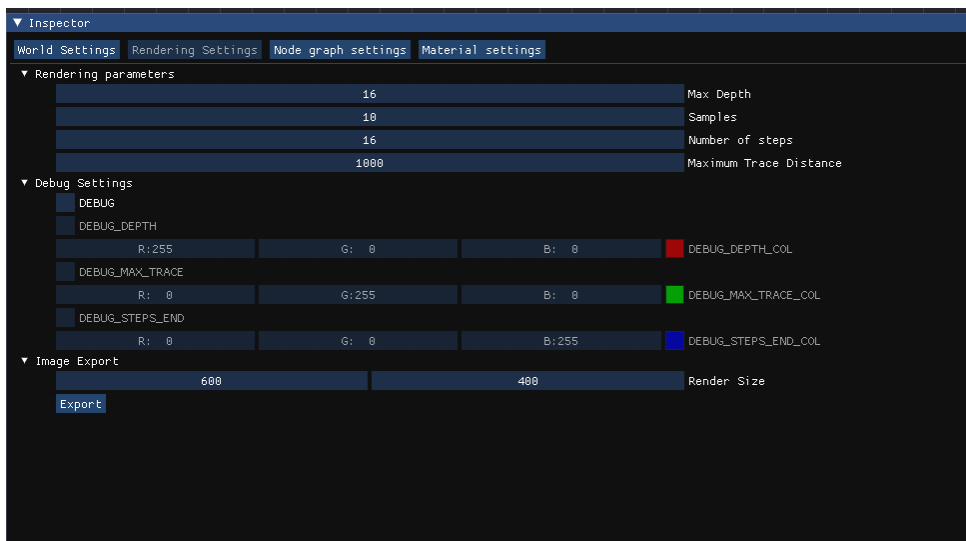 Inspector
World Settings Rendering Settings Node graph settings Material settings
Rendering parameters
16 Max Depth
10 Samples
16 Number of steps
1000 Maximum Trace Distance
Debug Settings
DEBUG
DEBUG_DEPTH
R:255 G: 0 B: 0 DEBUG_DEPTH_COL
DEBUG_MAX_TRACE
R: 0 G:255 B: 0 DEBUG_MAX_TRACE_COL
DEBUG_STEPS_END
R: 0 G: 0 B:255 DEBUG_STEPS_END_COL
Image Export
600 400 Render Size
Export